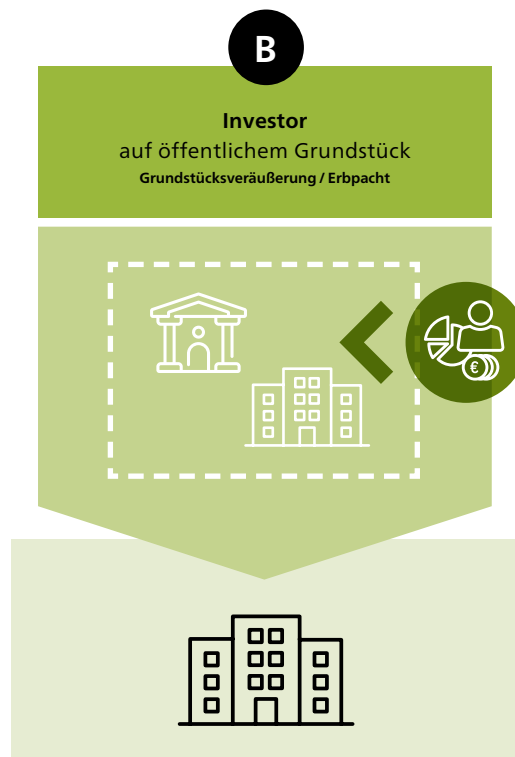 B
Investor
auf öffentlichem Grundstück
Grundstücksveräußerung / Erbpacht
€